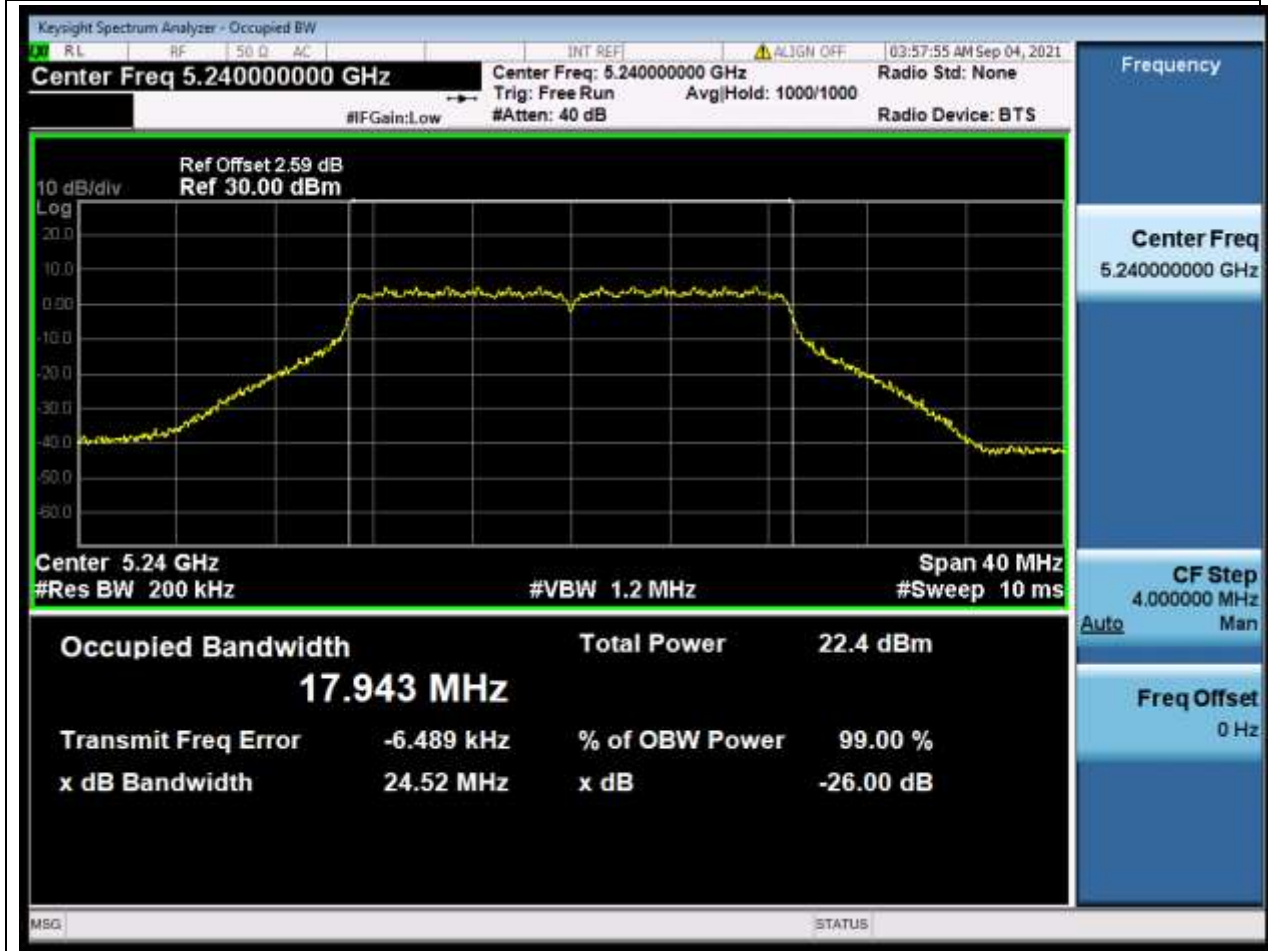 Keysight Spectrum Analyzer - Occupied BW
LXI RL RF 50 Ω AC INT REF ALIGN OFF 03:57:55 AM Sep 04, 2021
Center Freq 5.240000000 GHz
Center Freq: 5.240000000 GHz
Radio Std: None
Trig: Free Run Avg|Hold: 1000/1000
#IFGain:Low
#Atten: 40 dB
Radio Device: BTS
Ref Offset 2.59 dB
10 dB/div Ref 30.00 dBm
Log
20.0
10.0
0.00
-10.0
-20.0
-30.0
-40.0
-50.0
-60.0
Center 5.24 GHz Span 40 MHz
#Res BW 200 kHz #VBW 1.2 MHz #Sweep 10 ms
Occupied Bandwidth Total Power 22.4 dBm
17.943 MHz
Transmit Freq Error -6.489 kHz % of OBW Power 99.00 %
x dB Bandwidth 24.52 MHz x dB -26.00 dB
Frequency
Center Freq
5.240000000 GHz
CF Step
4.000000 MHz
Auto Man
Freq Offset
0 Hz
MSG STATUS